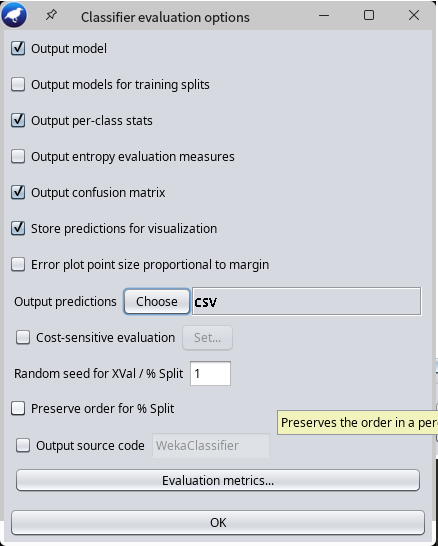 Classifier evaluation options
Output model
Output models for training splits
Output per-class stats
Output entropy evaluation measures
Output confusion matrix
Store predictions for visualization
Error plot point size proportional to margin
Output predictions Choose CSV
Cost-sensitive evaluation Set...
Random seed for XVal / % Split 1
Preserve order for % Split
Preserves the order in a per
Output source code WekaClassifier
Evaluation metrics...
OK